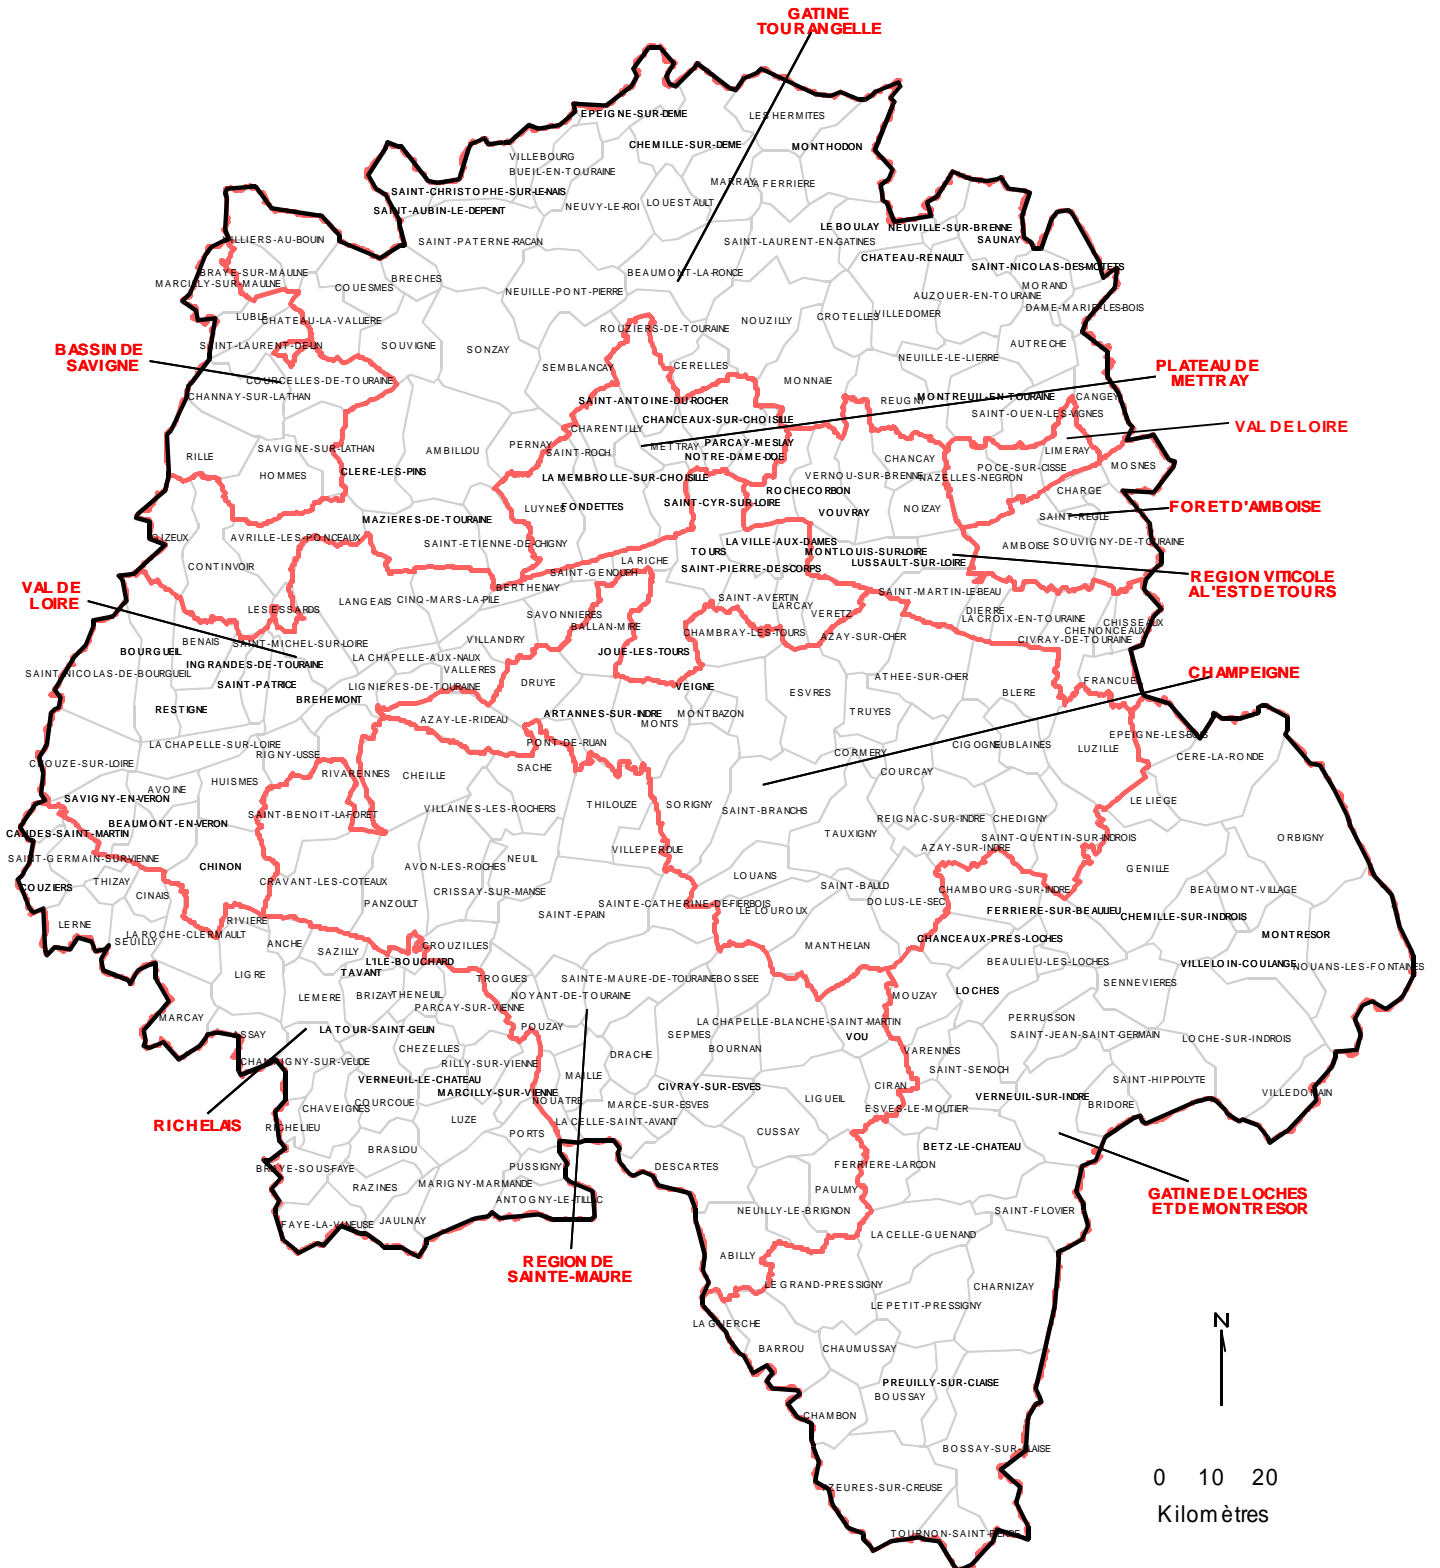 GATINE
TOURANGELLE
EPEIGNE-SUR-DEME
LES HERMITES
CHEMILLE-SUR-DEME
MONTHODON
VILLEBOURG
BUEIL-EN-TOURAINE
MARRAY
LA FERRIERE
SAINT-CHRISTOPHE-SUR-LE-NAIS
NEUVY-LE-ROI
LOUESTAULT
SAINT-AUBIN-LE-DEPEINT
LE BOULAY
NEUVILLE-SUR-BRENNE
SAUNAY
VILLIERS-AU-BOUIN
SAINT-PATERNE-RACAN
SAINT-LAURENT-EN-GATINES
CHATEAU-RENAULT
SAINT-NICOLAS-DES-MOTETS
BRAYE-SUR-MAULNE
MARCILLY-SUR-MAULNE
COUESMES
BRECHES
BEAUMONT-LA-RONCE
NEUILLE-PONT-PIERRE
MORAND
AUZOUER-EN-TOURAINE
DAME-MARIE-LES-BOIS
LUBLE
CHATEAU-LA-VALLIERE
ROUZIERS-DE-TOURAINE
NOUZILLY
CROTELLES
VILLEDOMER
AUTRECHE
SAINT-LAURENT-DE-LIN
SOUVIGNE
SONZAY
BASSIN DE
SAVIGNE
SEMBLANCAY
CERELLES
NEUILLE-LE-LIERRE
PLATEAU DE
METTRAY
COURCELLES-DE-TOURAINE
MONNAIE
CHANNAY-SUR-LATHAN
SAINT-ANTOINE-DU-ROCHER
REUGNY
MONTREUIL-EN-TOURAINE
CANGEY
SAINT-OUEN-LES-VIGNES
CHANCEAUX-SUR-CHOISILLE
CHARENTILLY
VAL DE LOIRE
RILLE
SAVIGNE-SUR-LATHAN
AMBILLOU
PERNAY
SAINT-ROCH
METTRAY
PARCAY-MESLAY
NOTRE-DAME-D'OE
CHANCAY
LIMERAY
POCE-SUR-CISSE
MOSNES
HOMMES
CLERE-LES-PINS
LA MEMBROLLE-SUR-CHOISILLE
VERNOU-SUR-BRENNE
NAZELLES-NEGRON
ROCHECORBON
CHARGE
LUYNES
FONDETTES
SAINT-CYR-SUR-LOIRE
VOUVRAY
NOIZAY
FORET D'AMBOISE
MAZIERES-DE-TOURAINE
SAINT-REGLE
GIZEUX
AVRILLE-LES-PONCEAUX
SAINT-ETIENNE-DE-CHIGNY
LA VILLE-AUX-DAMES
AMBOISE
SOUVIGNY-DE-TOURAINE
TOURS
MONTLOUIS-SUR-LOIRE
LUSSAULT-SUR-LOIRE
CONTINVOIR
LA RICHE
SAINT-GENOUPH
SAINT-PIERRE-DES-CORPS
REGION VITICOLE
A L'EST DE TOURS
VAL DE
LOIRE
LES ESSARDS
LANGEAIS
CINQ-MARS-LA-PILE
BERTHENAY
SAINT-AVERTIN
LARCAY
SAINT-MARTIN-LE-BEAU
DIERRE
SAVONNIERES
BALLAN-MIRE
VERETZ
LA CROIX-EN-TOURAINE
CHISSEAUX
CHENONCEAUX
CHAMBRAY-LES-TOURS
AZAY-SUR-CHER
CIVRAY-DE-TOURAINE
BENAIS
SAINT-MICHEL-SUR-LOIRE
VILLANDRY
BOURGUEIL
JOUE-LES-TOURS
INGRANDES-DE-TOURAINE
LA CHAPELLE-AUX-NAUX
SAINT-NICOLAS-DE-BOURGUEIL
VALLERES
CHAMPEIGNE
SAINT-PATRICE
LIGNIERES-DE-TOURAINE
DRUYE
VEIGNE
ESVRES
ATHEE-SUR-CHER
BLERE
FRANCUEIL
BREHEMONT
RESTIGNE
AZAY-LE-RIDEAU
ARTANNES-SUR-INDRE
MONTBAZON
MONTS
TRUYES
LA CHAPELLE-SUR-LOIRE
PONT-DE-RUAN
CORMERY
CIGOGNE
SUBLAINES
LUZILLE
EPEIGNE-LES-BOIS
CERE-LA-RONDE
RIGNY-USSE
CHOUZE-SUR-LOIRE
SACHE
COURCAY
RIVARENNES
CHEILLE
HUISMES
AVOINE
SAVIGNY-EN-VERON
VILLAINES-LES-ROCHERS
THILOUZE
SORIGNY
SAINT-BRANCHS
LE LIEGE
SAINT-BENOIT-LA-FORET
BEAUMONT-EN-VERON
REIGNAC-SUR-INDRE
CHEDIGNY
CANDES-SAINT-MARTIN
TAUXIGNY
SAINT-QUENTIN-SUR-INDROIS
ORBIGNY
AZAY-SUR-INDRE
SAINT-GERMAIN-SUR-VIENNE
VILLEPERDUE
NEUIL
CHINON
AVON-LES-ROCHES
GENILLE
LOUANS
COUZIERS
THIZAY
CINAIS
CRAVANT-LES-COTEAUX
CRISSAY-SUR-MANSE
SAINT-BAULD
CHAMBOURG-SUR-INDRE
BEAUMONT-VILLAGE
PANZOULT
SAINTE-CATHERINE-DE-FIERBOIS
DOLUS-LE-SEC
LE LOUROUX
FERRIERE-SUR-BEAULIEU
CHEMILLE-SUR-INDROIS
SAINT-EPAIN
LERNE
RIVIERE
LA ROCHE-CLERMAULT
SEUILLY
ANCHE
CROUZILLES
MANTHELAN
CHANCEAUX-PRES-LOCHES
MONTRESOR
SAZILLY
L'ILE-BOUCHARD
BEAULIEU-LES-LOCHES
VILLELOIN-COULANGE
NOUANS-LES-FONTAINES
LIGRE
TAVANT
TROGUES
SAINTE-MAURE-DE-TOURAINE
BOSSEE
SENNEVIERES
LOCHES
LEMERE
BRIZAY
THENEUIL
NOYANT-DE-TOURAINE
MOUZAY
PARCAY-SUR-VIENNE
MARCAY
LA CHAPELLE-BLANCHE-SAINT-MARTIN
PERRUSSON
LA TOUR-SAINT-GELIN
POUZAY
ASSAY
SEPMES
VOU
SAINT-JEAN-SAINT-GERMAIN
LOCHE-SUR-INDROIS
CHEZELLES
BOURNAN
VARENNES
DRACHE
CHAMPIGNY-SUR-VEUDE
RILLY-SUR-VIENNE
SAINT-SENOCH
MAILLE
VERNEUIL-LE-CHATEAU
SAINT-HIPPOLYTE
CIVRAY-SUR-ESVES
CIRAN
VILLEDOMAIN
MARCILLY-SUR-VIENNE
NOUATRE
LIGUEIL
VERNEUIL-SUR-INDRE
COURCOUE
CHAVEIGNES
MARCE-SUR-ESVES
ESVES-LE-MOUTIER
BRIDORE
RICHELAIS
RICHELIEU
LUZE
LA CELLE-SAINT-AVANT
PORTS
CUSSAY
BRASLOU
BETZ-LE-CHATEAU
BRAYE-SOUS-FAYE
PUSSIGNY
DESCARTES
FERRIERE-LARCON
RAZINES
MARIGNY-MARMANDE
PAULMY
GATINE DE LOCHES
ET DE MONTRESOR
ANTOGNY-LE-TILLAC
NEUILLY-LE-BRIGNON
SAINT-FLOVIER
FAYE-LA-VINEUSE
JAULNAY
LA CELLE-GUENAND
ABILLY
REGION DE
SAINTE-MAURE
LE GRAND-PRESSIGNY
CHARNIZAY
LE PETIT-PRESSIGNY
LA GUERCHE
N
BARROU
CHAUMUSSAY
PREUILLY-SUR-CLAISE
BOUSSAY
CHAMBON
BOSSAY-SUR-CLAISE
0 10 20
Kilomètres
YZEURES-SUR-CREUSE
TOURNON-SAINT-PIERRE